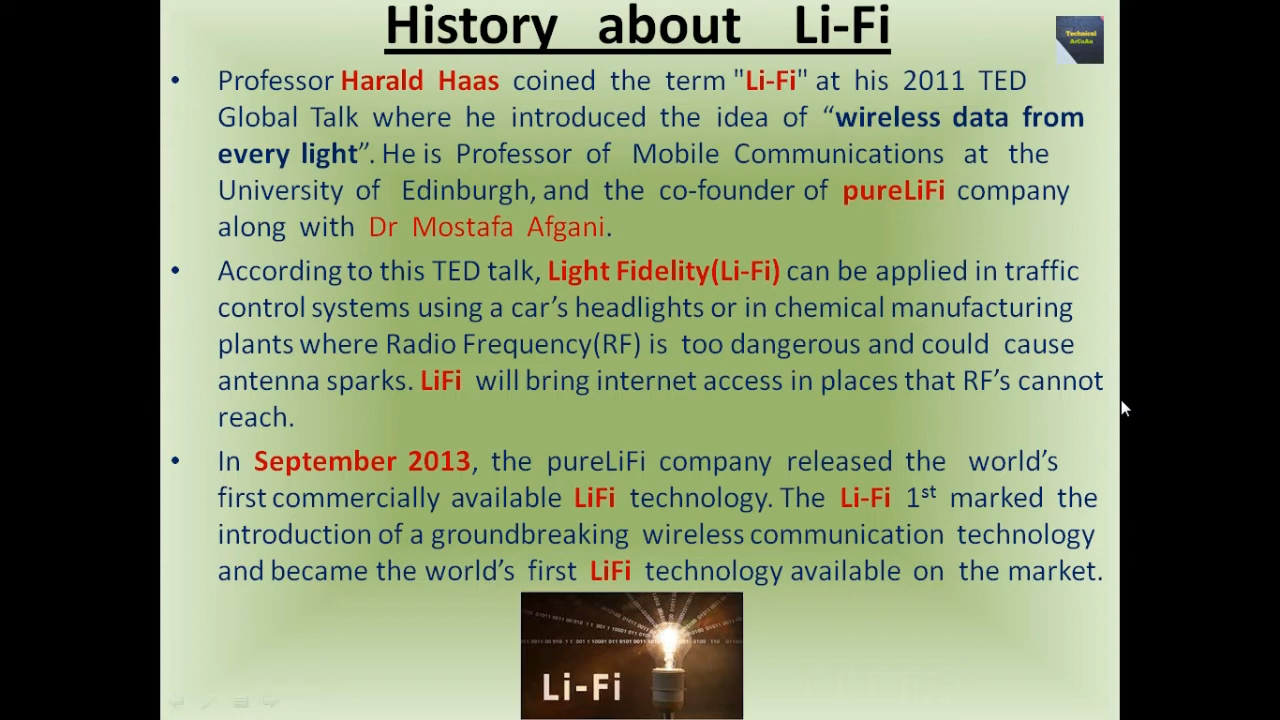 History about Li-Fi
Technical
ArGaAu
• Professor Harald Haas coined the term "Li-Fi" at his 2011 TED
Global Talk where he introduced the idea of “wireless data from
every light”. He is Professor of Mobile Communications at the
University of Edinburgh, and the co-founder of pureLiFi company
along with Dr Mostafa Afgani.
• According to this TED talk, Light Fidelity(Li-Fi) can be applied in traffic
control systems using a car’s headlights or in chemical manufacturing
plants where Radio Frequency(RF) is too dangerous and could cause
antenna sparks. LiFi will bring internet access in places that RF’s cannot
reach.
• In September 2013, the pureLiFi company released the world’s
first commercially available LiFi technology. The Li-Fi 1st marked the
introduction of a groundbreaking wireless communication technology
and became the world’s first LiFi technology available on the market.
Li-Fi